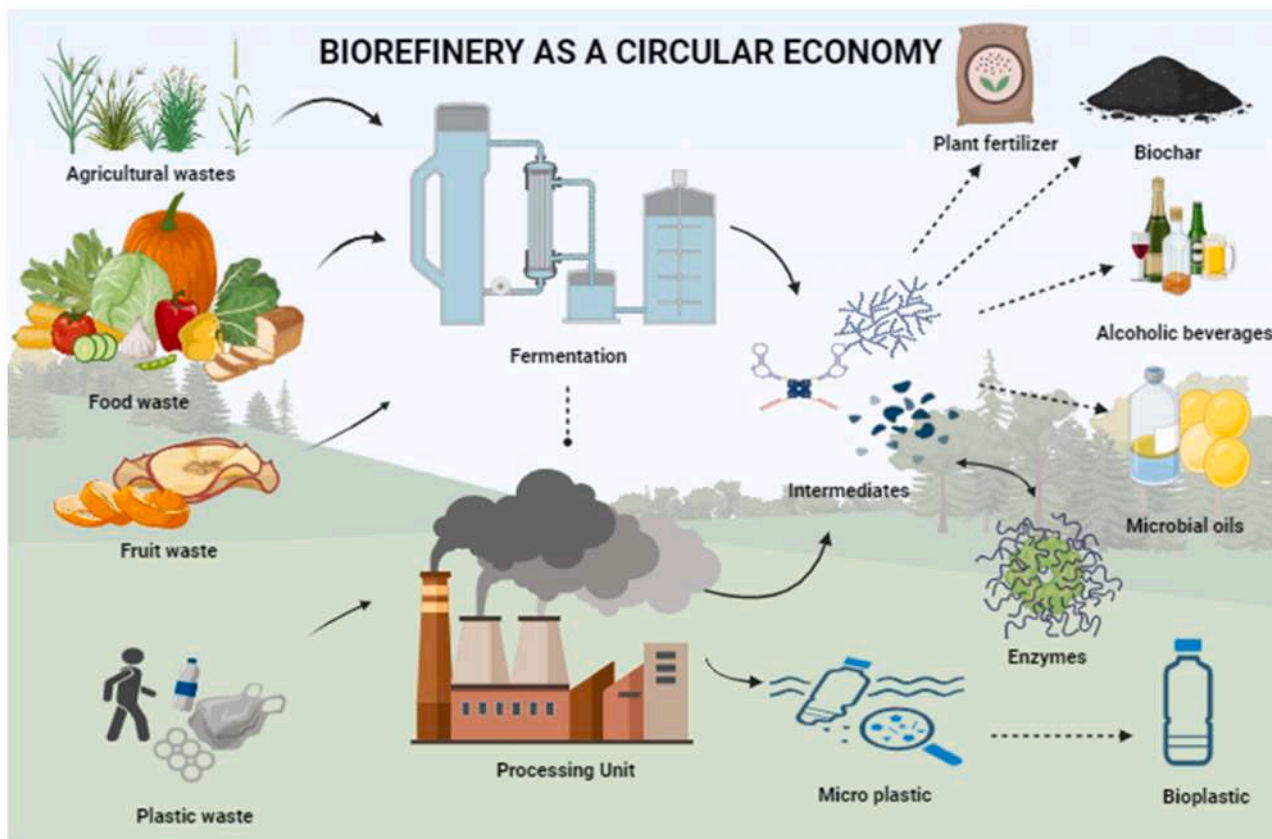 BIOREFINERY AS A CIRCULAR ECONOMY
Agricultural wastes
Plant fertilizer
Biochar
Food waste
Fermentation
Alcoholic beverages
Fruit waste
Intermediates
Microbial oils
Enzymes
Plastic waste
Processing Unit
Micro plastic
Bioplastic